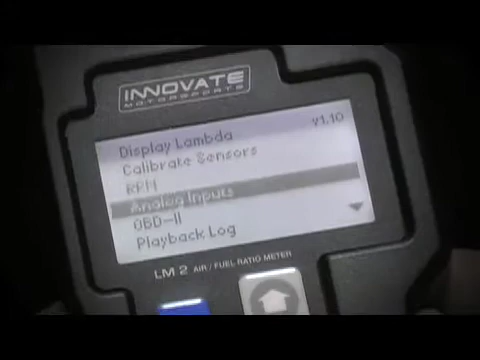 INNOVATE
MOTORSPORTS
Display Lambda v1.10
Calibrate Sensors
RPM
Analog Inputs
OBD-II
Playback Log
LM 2 AIR / FUEL RATIO METER